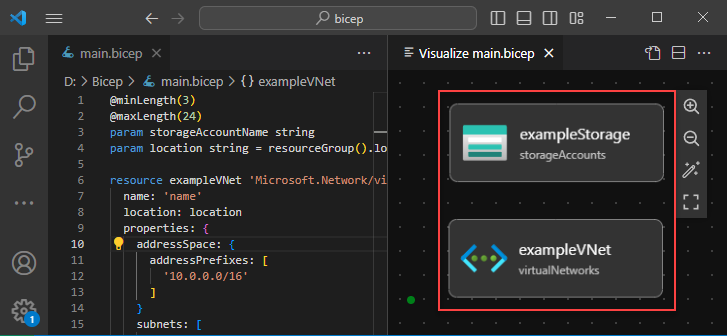 bicep
main.bicep
Visualize main.bicep
D: > Bicep > main.bicep > {} exampleVNet
1 @minLength(3)
2 @maxLength(24)
3 param storageAccountName string
4 param location string = resourceGroup().lo
5
6 resource exampleVNet 'Microsoft.Network/vi
7 name: 'name'
8 location: location
9 properties: {
10 addressSpace: {
11 addressPrefixes: [
12 '10.0.0.0/16'
13 ]
14 }
15 subnets: [
exampleStorage
storageAccounts
exampleVNet
virtualNetworks
1